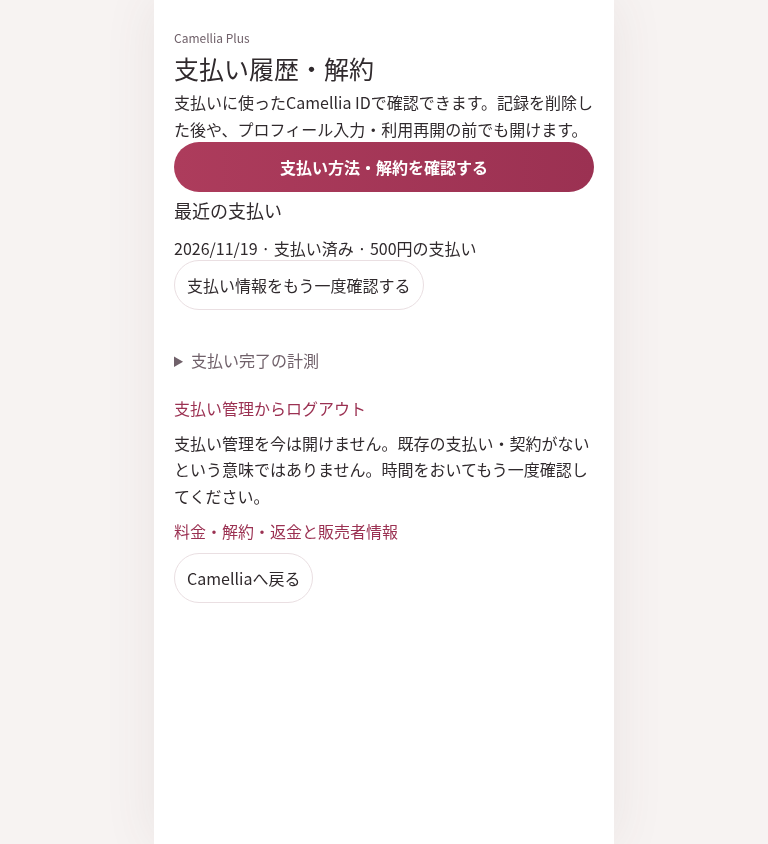 Camellia Plus
支払い履歴・解約
支払いに使ったCamellia IDで確認できます。記録を削除し
た後や、プロフィール入力・利用再開の前でも開けます。
支払い方法・解約を確認する
最近の支払い
2026/11/19 · 支払い済み · 500円の支払い
支払い情報をもう一度確認する
▶ 支払い完了の計測
支払い管理からログアウト
支払い管理を今は開けません。既存の支払い・契約がない
という意味ではありません。時間をおいてもう一度確認し
てください。
料金・解約・返金と販売者情報
Camelliaへ戻る